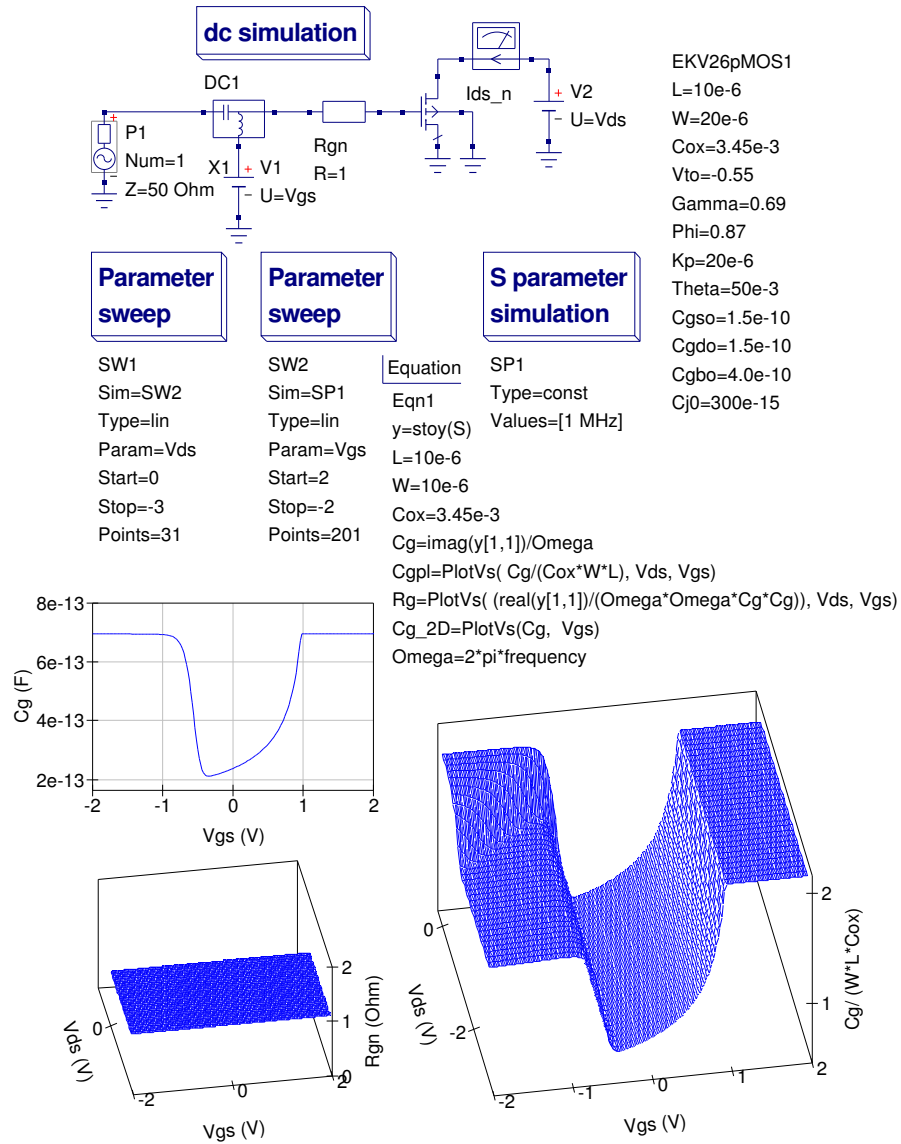 dc simulation
DC1
P1
Num=1
Z=50 Ohm
X1
V1
U=Vgs
Rgn
R=1
Ids_n
V2
U=Vds
EKV26pMOS1
L=10e-6
W=20e-6
Cox=3.45e-3
Vto=-0.55
Gamma=0.69
Phi=0.87
Kp=20e-6
Theta=50e-3
Cgso=1.5e-10
Cgdo=1.5e-10
Cgbo=4.0e-10
Cj0=300e-15
Parameter
sweep
SW1
Sim=SW2
Type=lin
Param=Vds
Start=0
Stop=-3
Points=31
Parameter
sweep
SW2
Sim=SP1
Type=lin
Param=Vgs
Start=2
Stop=-2
Points=201
S parameter
simulation
SP1
Type=const
Values=[1 MHz]
Equation
Eqn1
y=stoy(S)
L=10e-6
W=10e-6
Cox=3.45e-3
Cg=imag(y[1,1])/Omega
Cgpl=PlotVs( Cg/(Cox*W*L), Vds, Vgs)
Rg=PlotVs( (real(y[1,1])/(Omega*Omega*Cg*Cg)), Vds, Vgs)
Cg_2D=PlotVs(Cg, Vgs)
Omega=2*pi*frequency
Cg (F)
8e-13
6e-13
4e-13
2e-13
-2 -1 0 1 2
Vgs (V)
Vds (V)
0
-2 0 2
Vgs (V)
2
1
0
Rgn (Ohm)
0
-2
Vds (V)
-2 -1 0 1 2
Vgs (V)
2
1
Cg/ (W*L*Cox)